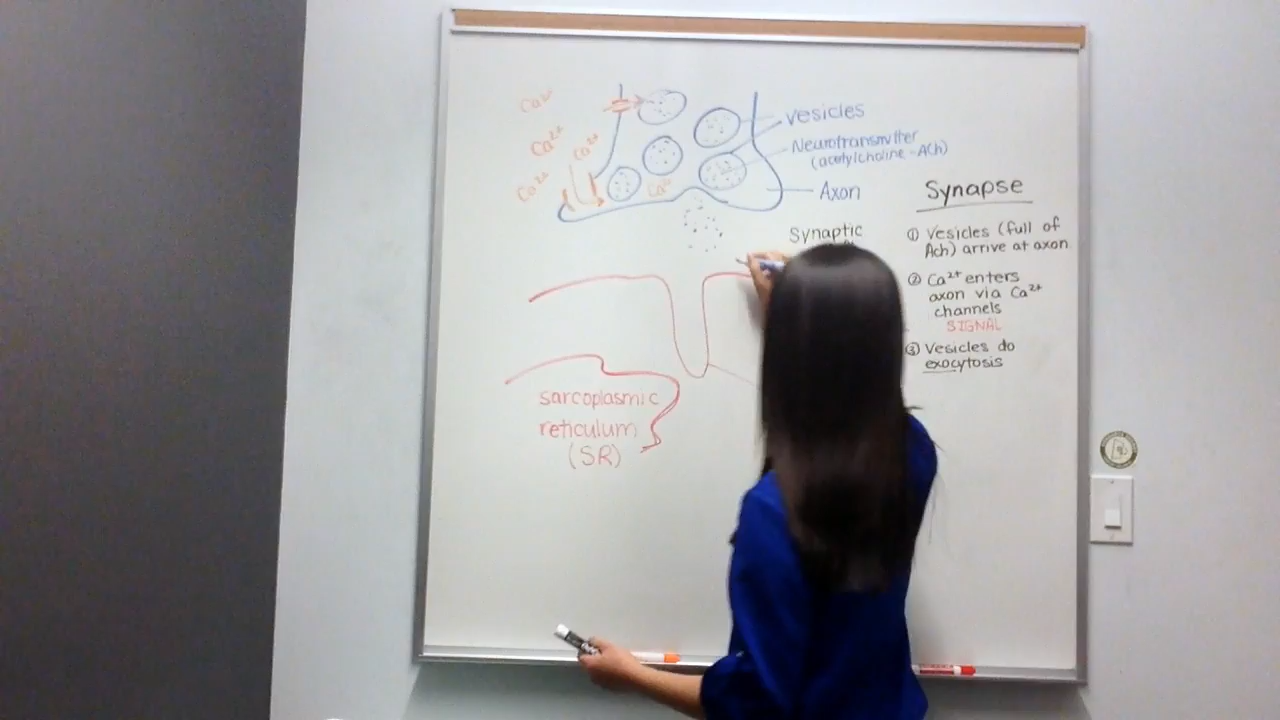 Ca²⁺
Ca²⁺
Ca²⁺
Ca²⁺
Ca²⁺
vesicles
Neurotransmitter
(acetylcholine - ACh)
Axon
Synaptic
sarcoplasmic
reticulum
(SR)
Synapse
① Vesicles (full of
Ach) arrive at axon
② Ca²⁺ enters
axon via Ca²⁺
channels
SIGNAL
③ Vesicles do
exocytosis